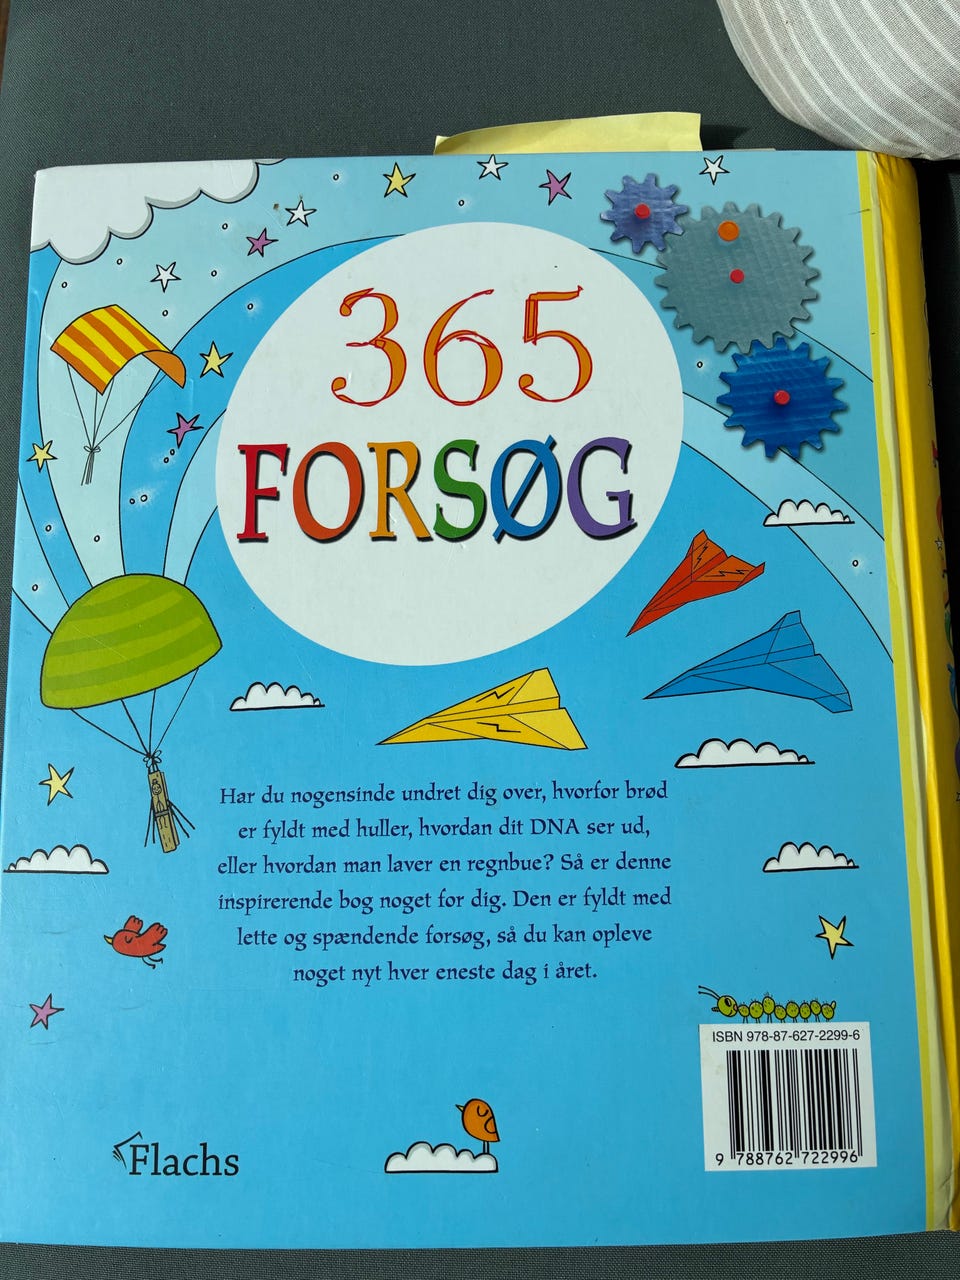 365
FORSØG
Har du nogensinde undret dig over, hvorfor brød
er fyldt med huller, hvordan dit DNA ser ud,
eller hvordan man laver en regnbue? Så er denne
inspirerende bog noget for dig. Den er fyldt med
lette og spændende forsøg, så du kan opleve
noget nyt hver eneste dag i året.
ISBN 978-87-627-2299-6
9 788762 722996
Flachs